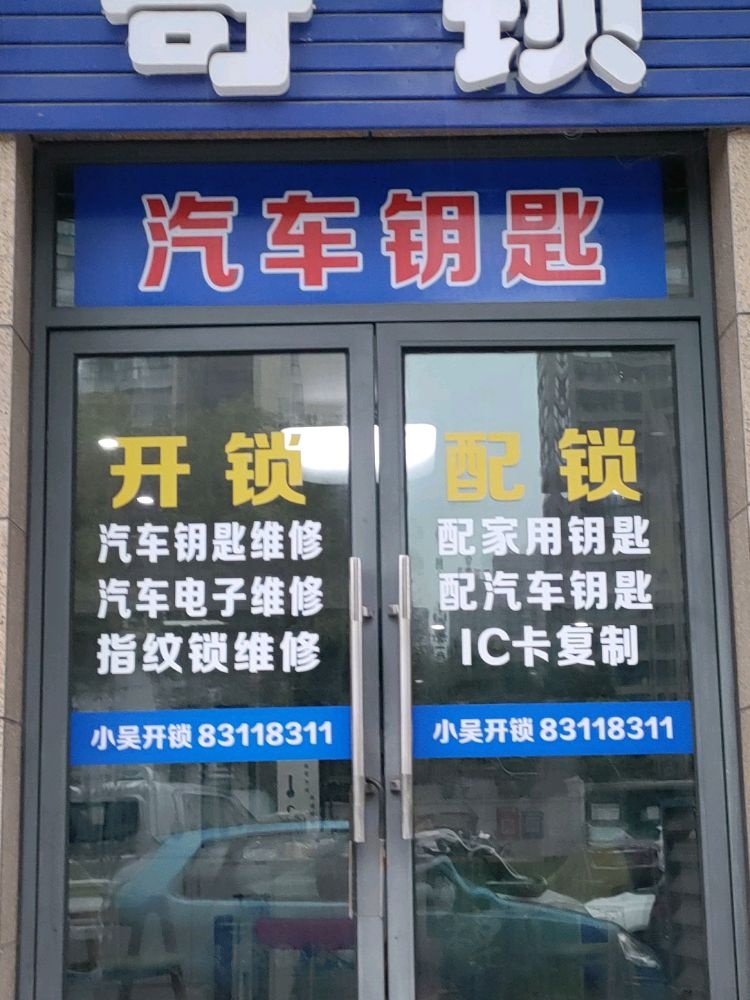 锁
汽车钥匙
开锁
汽车钥匙维修
汽车电子维修
指纹锁维修
小吴开锁 83118311
配锁
配家用钥匙
配汽车钥匙
IC卡复制
小吴开锁 83118311